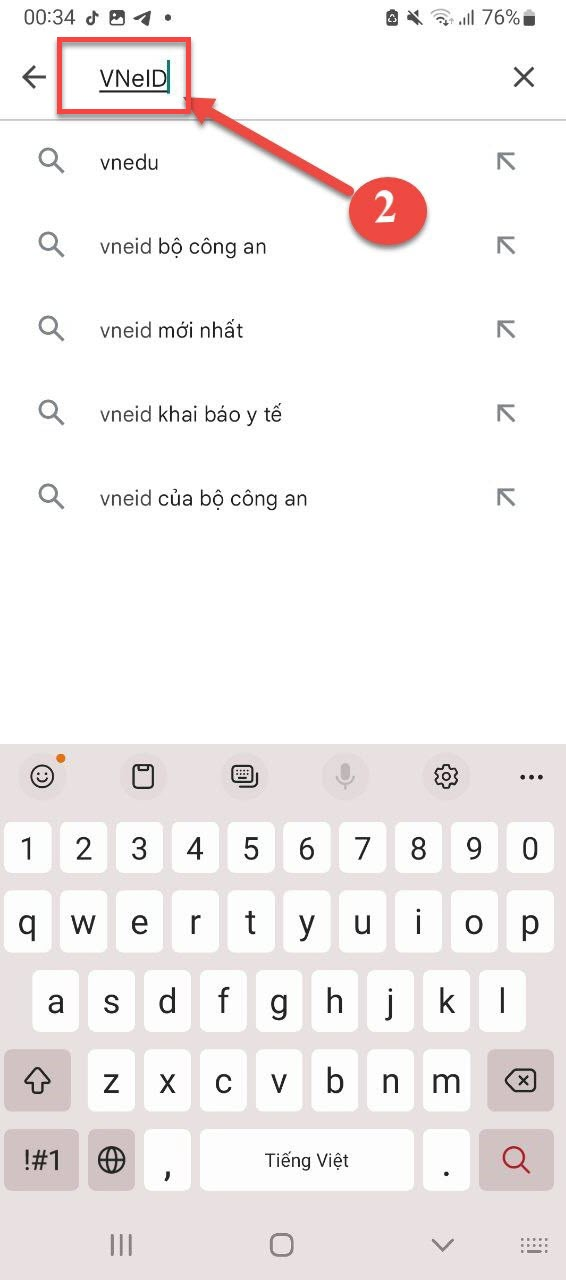 00:34 76%
VNeID
2
vnedu
vneid bộ công an
vneid mới nhất
vneid khai báo y tế
vneid của bộ công an
1 2 3 4 5 6 7 8 9 0
q w e r t y u i o p
a s d f g h j k l
z x c v b n m
!#1 , Tiếng Việt .